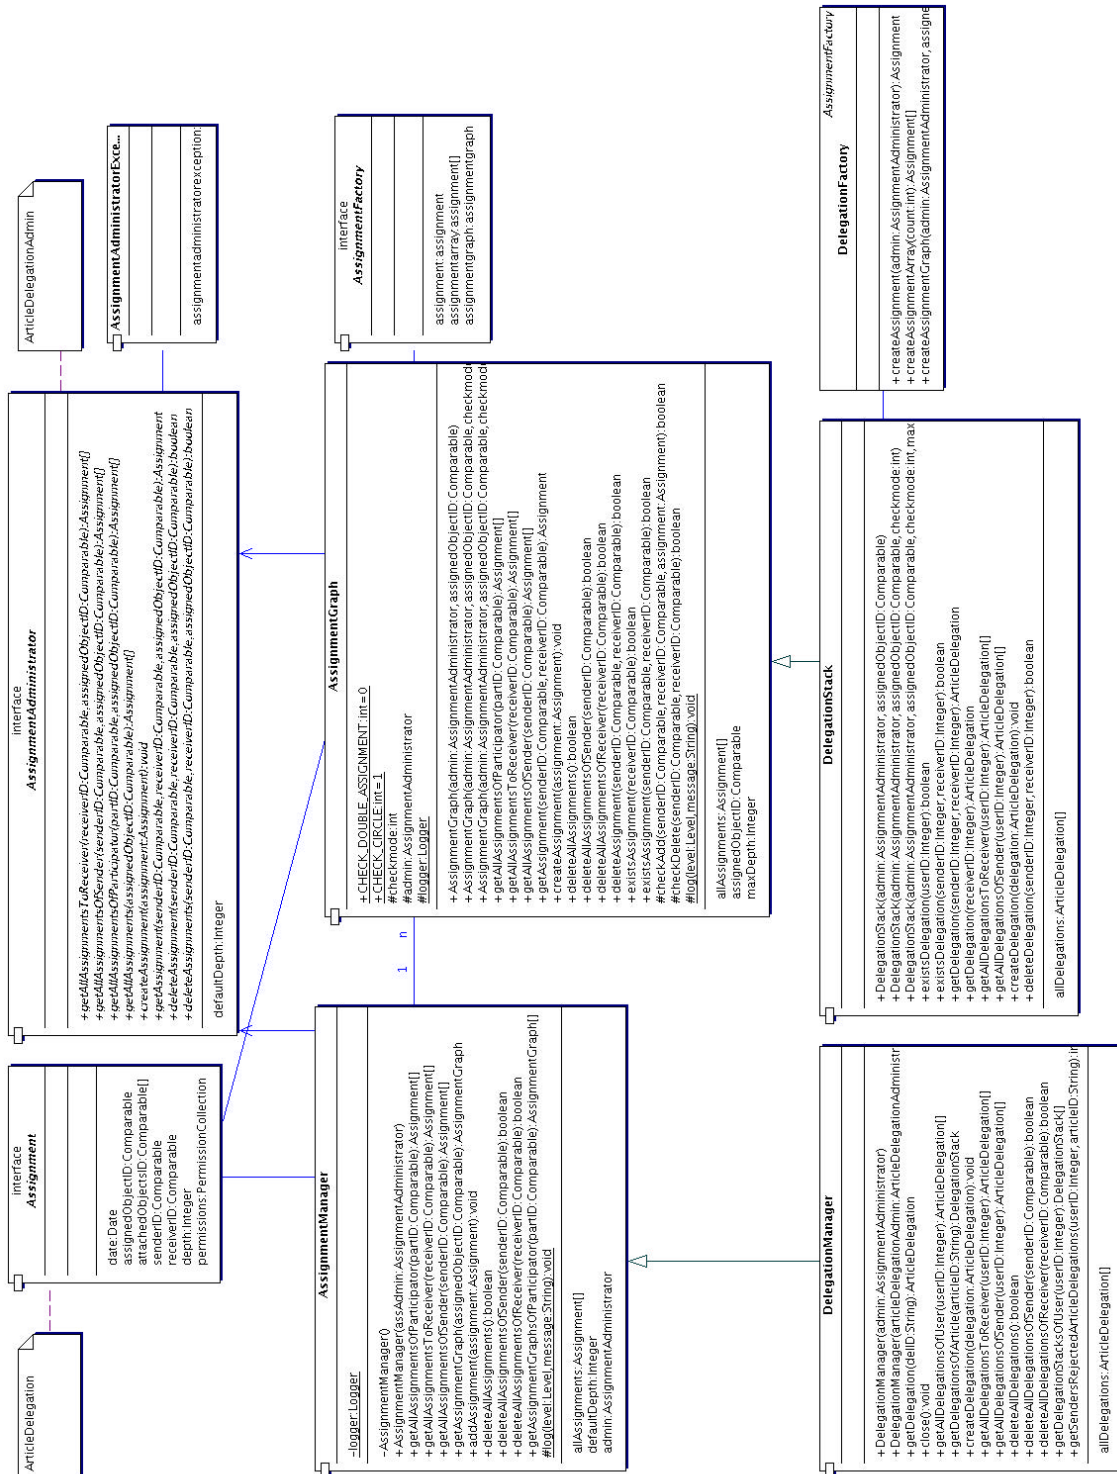 ArticleDelegation
interface
Assignment
date:Date
assignedObjectID:Comparable
attachedObjectsID:Comparable[]
senderID:Comparable
receiverID:Comparable
depth:Integer
permissions:PermissionCollection
interface
AssignmentAdministrator
+getAllAssignmentsToReceiver(receiverID:Comparable,assignedObjectID:Comparable):Assignment[]
+getAllAssignmentsOfSender(senderID:Comparable,assignedObjectID:Comparable):Assignment[]
+getAllAssignmentsOfParticipatur(partID:Comparable,assignedObjectID:Comparable):Assignment[]
+getAllAssignments(assignedObjectID:Comparable):Assignment[]
+createAssignment(assignment:Assignment):void
+getAssignment(senderID:Comparable,receiverID:Comparable,assignedObjectID:Comparable):Assignment
+deleteAssignment(senderID:Comparable,receiverID:Comparable,assignedObjectID:Comparable):boolean
+deleteAssignments(senderID:Comparable,receiverID:Comparable,assignedObjectID:Comparable):boolean
defaultDepth:Integer
ArticleDelegationAdmin
AssignmentAdministratorExce...
assignmentadministratorexception:
AssignmentManager
-logger:Logger
-AssignmentManager()
+AssignmentManager(assAdmin:AssignmentAdministrator)
+getAllAssignmentsOfParticipator(partID:Comparable):Assignment[]
+getAllAssignmentsToReceiver(receiverID:Comparable):Assignment[]
+getAllAssignmentsOfSender(senderID:Comparable):Assignment[]
+getAssignmentGraph(assignedObjectID:Comparable):AssignmentGraph
+addAssignment(assignment:Assignment):void
+deleteAllAssignments():boolean
+deleteAllAssignmentsOfSender(senderID:Comparable):boolean
+deleteAllAssignmentsOfReceiver(receiverID:Comparable):boolean
+getAssignmentGraphsOfParticipator(partID:Comparable):AssignmentGraph[]
#log(level:Level,message:String):void
allAssignments:Assignment[]
defaultDepth:Integer
admin:AssignmentAdministrator
1 n
AssignmentGraph
+CHECK_DOUBLE_ASSIGNMENT:int=0
+CHECK_CIRCLE:int=1
#checkmode:int
#admin:AssignmentAdministrator
#logger:Logger
+AssignmentGraph(admin:AssignmentAdministrator,assignedObjectID:Comparable)
+AssignmentGraph(admin:AssignmentAdministrator,assignedObjectID:Comparable,checkmod
+AssignmentGraph(admin:AssignmentAdministrator,assignedObjectID:Comparable,checkmod
+getAllAssignmentsOfParticipator(partID:Comparable):Assignment[]
+getAllAssignmentsToReceiver(receiverID:Comparable):Assignment[]
+getAllAssignmentsOfSender(senderID:Comparable):Assignment[]
+getAssignment(senderID:Comparable,receiverID:Comparable):Assignment
+createAssignment(assignment:Assignment):void
+deleteAllAssignments():boolean
+deleteAllAssignmentsOfSender(senderID:Comparable):boolean
+deleteAllAssignmentsOfReceiver(receiverID:Comparable):boolean
+deleteAssignment(senderID:Comparable,receiverID:Comparable):boolean
+existsAssignment(receiverID:Comparable):boolean
+existsAssignment(senderID:Comparable,receiverID:Comparable):boolean
#checkAdd(senderID:Comparable,receiverID:Comparable,assignment:Assignment):boolean
#checkDelete(senderID:Comparable,receiverID:Comparable):boolean
#log(level:Level,message:String):void
allAssignments:Assignment[]
assignedObjectID:Comparable
maxDepth:Integer
interface
AssignmentFactory
assignment:assignment
assignmentarray:assignment[]
assignmentgraph:assignmentgraph
DelegationManager
+DelegationManager(admin:AssignmentAdministrator)
+DelegationManager(articleDelegationAdmin:ArticleDelegationAdministr
+getDelegation(delID:String):ArticleDelegation
+close():void
+getAllDelegationsOfUser(userID:Integer):ArticleDelegation[]
+getDelegationsOfArticle(articleID:String):DelegationStack
+createDelegation(delegation:ArticleDelegation):void
+getAllDelegationsToReceiver(userID:Integer):ArticleDelegation[]
+getAllDelegationsOfSender(userID:Integer):ArticleDelegation[]
+deleteAllDelegations():boolean
+deleteAllDelegationsOfSender(senderID:Comparable):boolean
+deleteAllDelegationsOfReceiver(receiverID:Comparable):boolean
+getDelegationStacksOfUser(userID:Integer):DelegationStack[]
+getSendersRejectedArticleDelegations(userID:Integer,articleID:String):ir
allDelegations:ArticleDelegation[]
DelegationStack
+DelegationStack(admin:AssignmentAdministrator,assignedObjectID:Comparable)
+DelegationStack(admin:AssignmentAdministrator,assignedObjectID:Comparable,checkmode:int)
+DelegationStack(admin:AssignmentAdministrator,assignedObjectID:Comparable,checkmode:int,max
+existsDelegation(userID:Integer):boolean
+existsDelegation(senderID:Integer,receiverID:Integer):boolean
+getDelegation(senderID:Integer,receiverID:Integer):ArticleDelegation
+getDelegation(receiverID:Integer):ArticleDelegation
+getAllDelegationsToReceiver(userID:Integer):ArticleDelegation[]
+getAllDelegationsOfSender(userID:Integer):ArticleDelegation[]
+createDelegation(delegation:ArticleDelegation):void
+deleteDelegation(senderID:Integer,receiverID:Integer):boolean
allDelegations:ArticleDelegation[]
AssignmentFactory
DelegationFactory
+createAssignment(admin:AssignmentAdministrator):Assignment
+createAssignmentArray(count:int):Assignment[]
+createAssignmentGraph(admin:AssignmentAdministrator,assigne